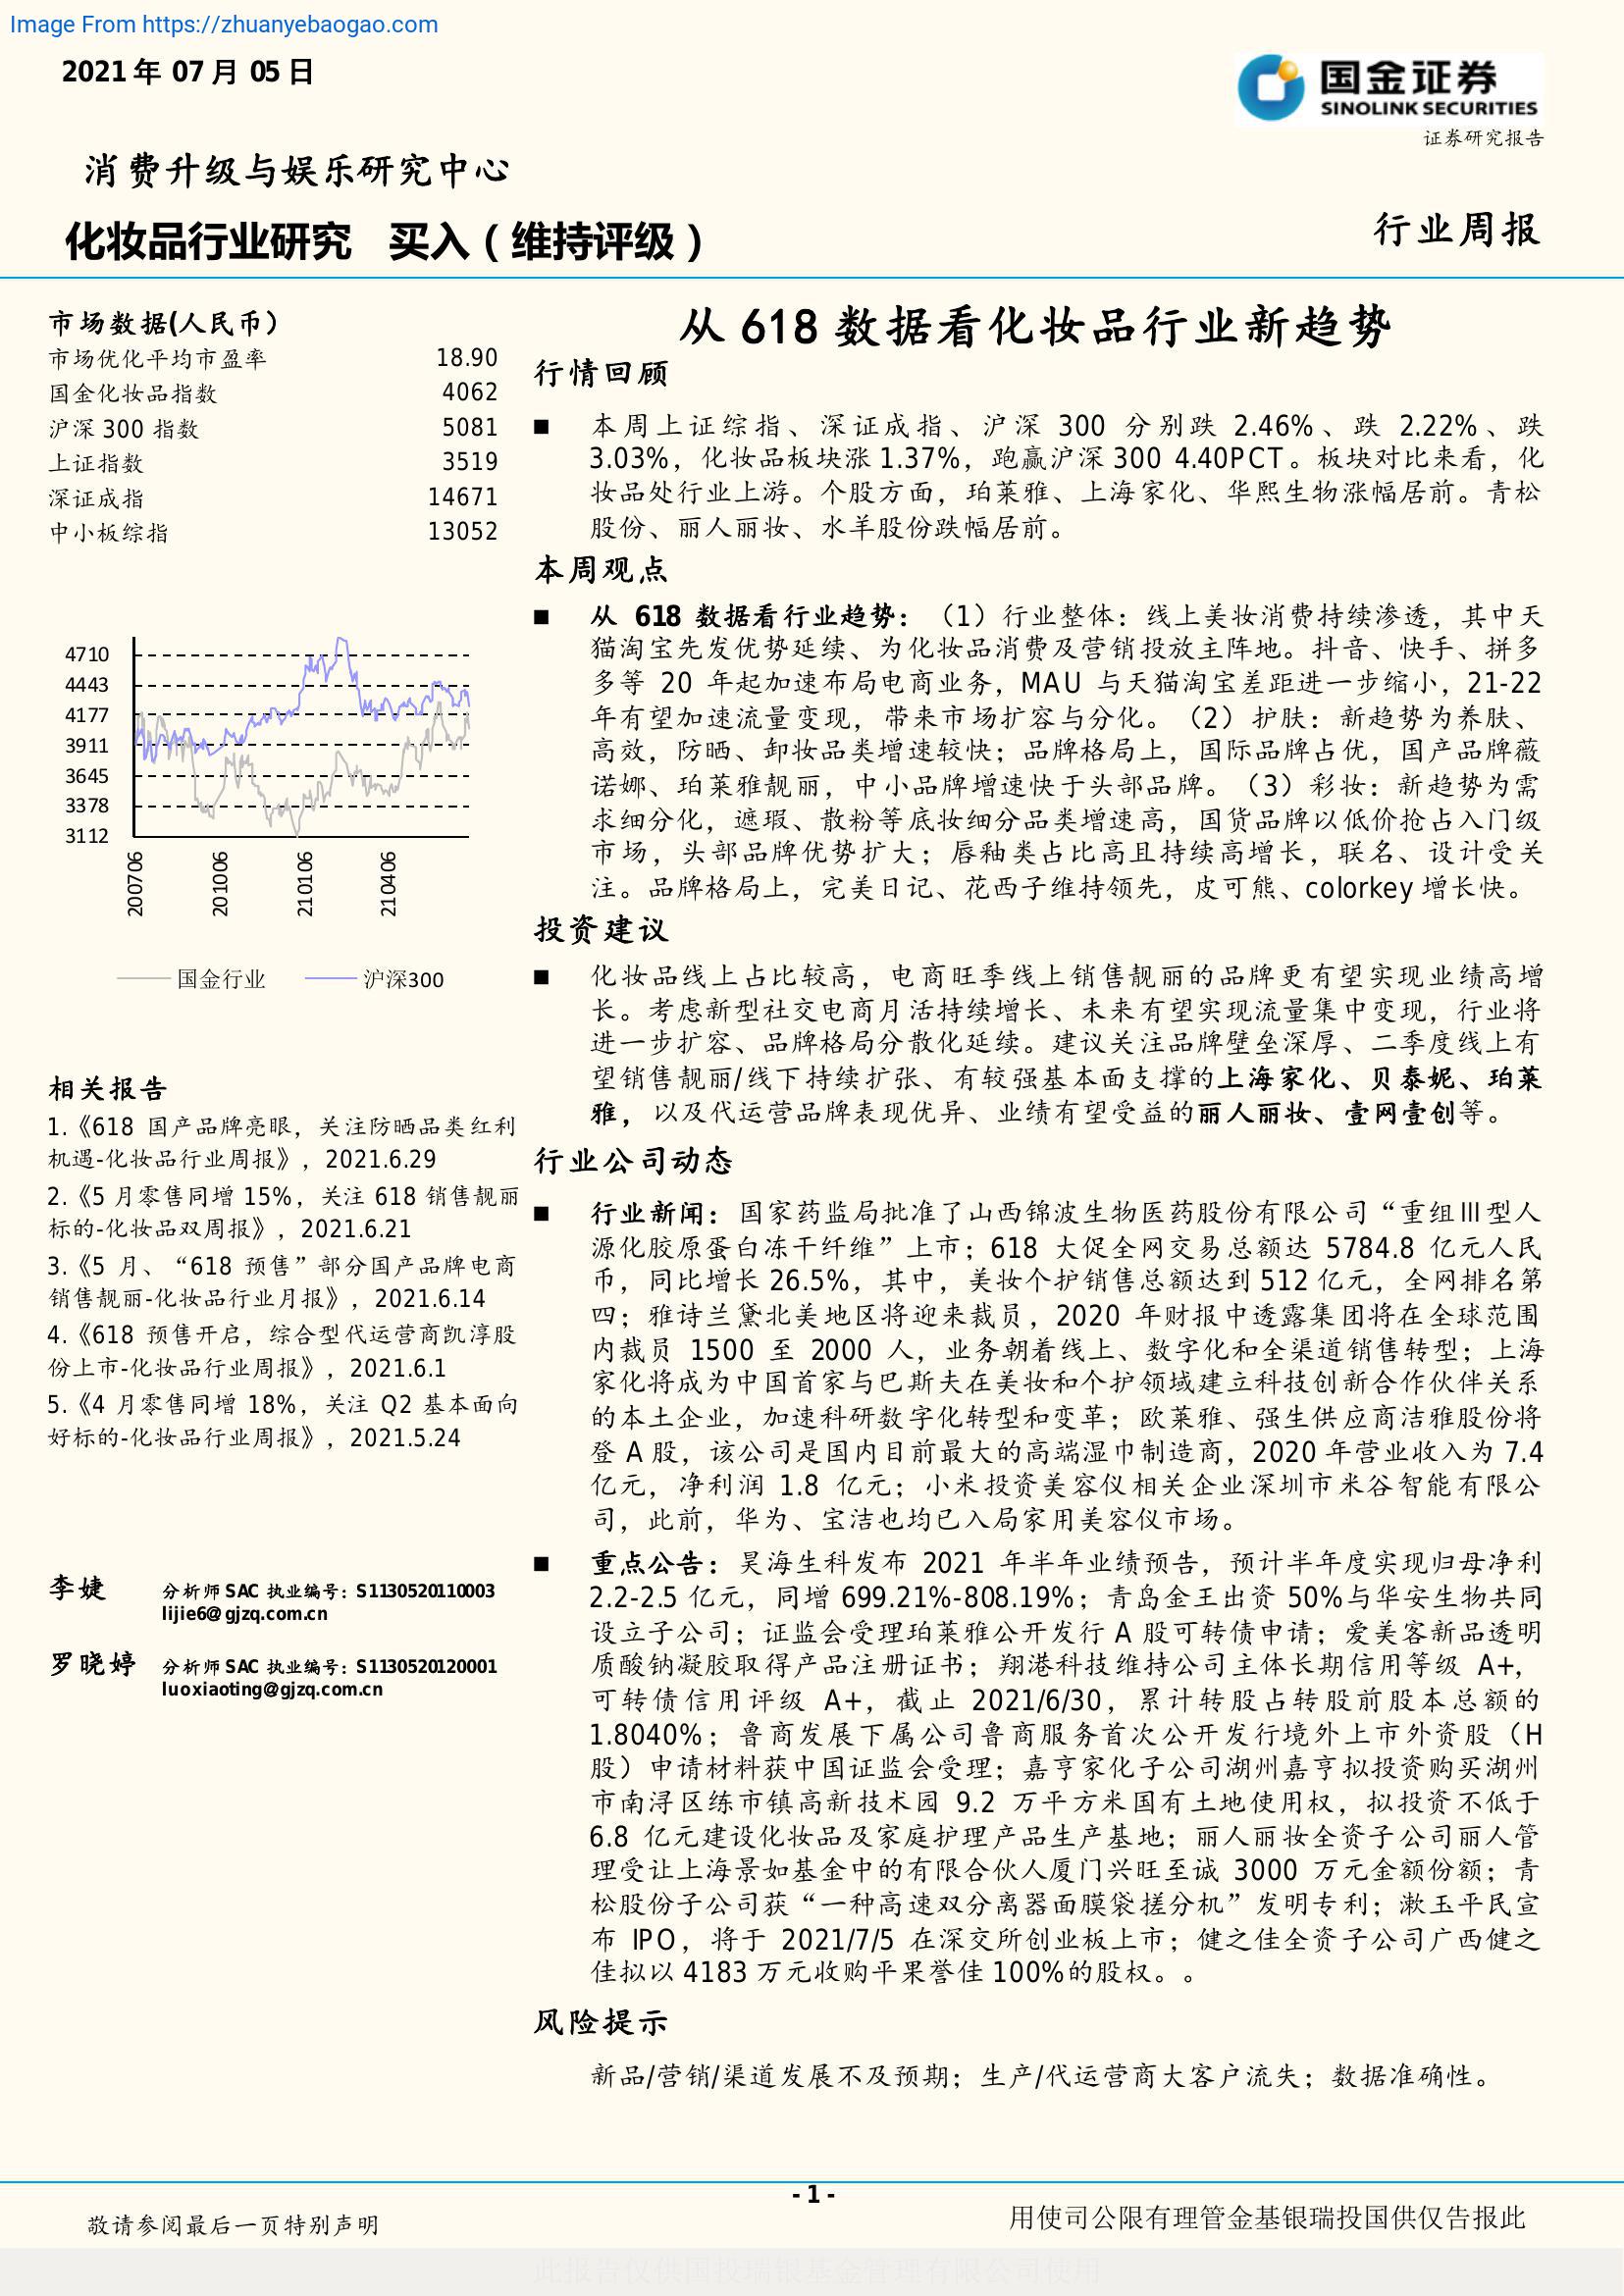 Image From https://zhuanyebaogao.com
2021 年 07 月 05 日
国金证券
SINOLINK SECURITIES
证券研究报告
消费升级与娱乐研究中心
化妆品行业研究 买入（维持评级）
行业周报
市场数据(人民币）
市场优化平均市盈率 18.90
国金化妆品指数 4062
沪深 300 指数 5081
上证指数 3519
深证成指 14671
中小板综指 13052
4710
4443
4177
3911
3645
3378
3112
200706
201006
210106
210406
国金行业 沪深300
相关报告
1.《618 国产品牌亮眼，关注防晒品类红利
机遇-化妆品行业周报》，2021.6.29
2.《5 月零售同增 15%，关注 618 销售靓丽
标的-化妆品双周报》，2021.6.21
3.《5 月、“618 预售”部分国产品牌电商
销售靓丽-化妆品行业月报》，2021.6.14
4.《618 预售开启，综合型代运营商凯淳股
份上市-化妆品行业周报》，2021.6.1
5.《4 月零售同增 18%，关注 Q2 基本面向
好标的-化妆品行业周报》，2021.5.24
李婕 分析师 SAC 执业编号：S1130520110003
lijie6@gjzq.com.cn
罗晓婷 分析师 SAC 执业编号：S1130520120001
luoxiaoting@gjzq.com.cn
从 618 数据看化妆品行业新趋势
行情回顾
■ 本周上证综指、深证成指、沪深 300 分别跌 2.46%、跌 2.22%、跌
3.03%，化妆品板块涨 1.37%，跑赢沪深 300 4.40PCT。板块对比来看，化
妆品处行业上游。个股方面，珀莱雅、上海家化、华熙生物涨幅居前。青松
股份、丽人丽妆、水羊股份跌幅居前。
本周观点
■ 从 618 数据看行业趋势：（1）行业整体：线上美妆消费持续渗透，其中天
猫淘宝先发优势延续、为化妆品消费及营销投放主阵地。抖音、快手、拼多
多等 20 年起加速布局电商业务，MAU 与天猫淘宝差距进一步缩小，21-22
年有望加速流量变现，带来市场扩容与分化。（2）护肤：新趋势为养肤、
高效，防晒、卸妆品类增速较快；品牌格局上，国际品牌占优，国产品牌薇
诺娜、珀莱雅靓丽，中小品牌增速快于头部品牌。（3）彩妆：新趋势为需
求细分化，遮瑕、散粉等底妆细分品类增速高，国货品牌以低价抢占入门级
市场，头部品牌优势扩大；唇釉类占比高且持续高增长，联名、设计受关
注。品牌格局上，完美日记、花西子维持领先，皮可熊、colorkey 增长快。
投资建议
■ 化妆品线上占比较高，电商旺季线上销售靓丽的品牌更有望实现业绩高增
长。考虑新型社交电商月活持续增长、未来有望实现流量集中变现，行业将
进一步扩容、品牌格局分散化延续。建议关注品牌壁垒深厚、二季度线上有
望销售靓丽/线下持续扩张、有较强基本面支撑的上海家化、贝泰妮、珀莱
雅，以及代运营品牌表现优异、业绩有望受益的丽人丽妆、壹网壹创等。
行业公司动态
■ 行业新闻：国家药监局批准了山西锦波生物医药股份有限公司“重组Ⅲ型人
源化胶原蛋白冻干纤维”上市；618 大促全网交易总额达 5784.8 亿元人民
币，同比增长 26.5%，其中，美妆个护销售总额达到 512 亿元，全网排名第
四；雅诗兰黛北美地区将迎来裁员，2020 年财报中透露集团将在全球范围
内裁员 1500 至 2000 人，业务朝着线上、数字化和全渠道销售转型；上海
家化将成为中国首家与巴斯夫在美妆和个护领域建立科技创新合作伙伴关系
的本土企业，加速科研数字化转型和变革；欧莱雅、强生供应商洁雅股份将
登 A 股，该公司是国内目前最大的高端湿巾制造商，2020 年营业收入为 7.4
亿元，净利润 1.8 亿元；小米投资美容仪相关企业深圳市米谷智能有限公
司，此前，华为、宝洁也均已入局家用美容仪市场。
■ 重点公告：昊海生科发布 2021 年半年业绩预告，预计半年度实现归母净利
2.2-2.5 亿元，同增 699.21%-808.19%；青岛金王出资 50%与华安生物共同
设立子公司；证监会受理珀莱雅公开发行 A 股可转债申请；爱美客新品透明
质酸钠凝胶取得产品注册证书；翔港科技维持公司主体长期信用等级 A+，
可转债信用评级 A+，截止 2021/6/30，累计转股占转股前股本总额的
1.8040%；鲁商发展下属公司鲁商服务首次公开发行境外上市外资股（H
股）申请材料获中国证监会受理；嘉亨家化子公司湖州嘉亨拟投资购买湖州
市南浔区练市镇高新技术园 9.2 万平方米国有土地使用权，拟投资不低于
6.8 亿元建设化妆品及家庭护理产品生产基地；丽人丽妆全资子公司丽人管
理受让上海景如基金中的有限合伙人厦门兴旺至诚 3000 万元金额份额；青
松股份子公司获“一种高速双分离器面膜袋搓分机”发明专利；漱玉平民宣
布 IPO，将于 2021/7/5 在深交所创业板上市；健之佳全资子公司广西健之
佳拟以 4183 万元收购平果誉佳 100%的股权。。
风险提示
新品/营销/渠道发展不及预期；生产/代运营商大客户流失；数据准确性。
- 1 -
敬请参阅最后一页特别声明
用使司公限有理管金基银瑞投国供仅告报此
此报告仅供国投瑞银基金管理有限公司使用